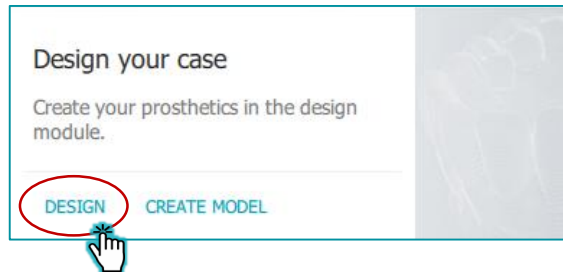 Design your case
Create your prosthetics in the design
module.
DESIGN CREATE MODEL